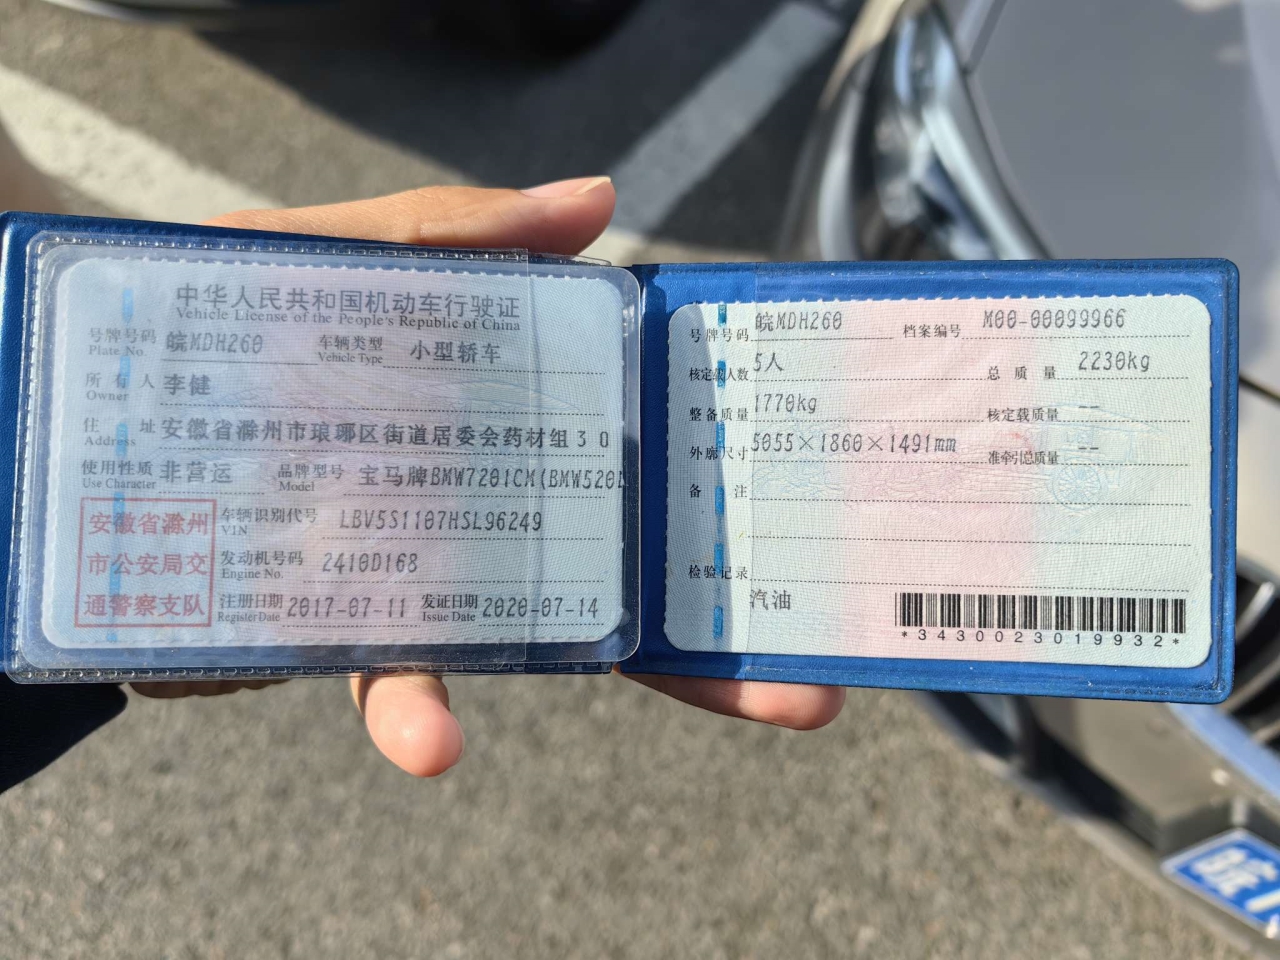 中华人民共和国机动车行驶证
Vehicle License of the People's Republic of China
号牌号码 皖MDH260 车辆类型 小型轿车
Plate No. Vehicle Type
所有人 李健
Owner
住址 安徽省滁州市琅琊区街道居委会药材组30
Address
使用性质 非营运 品牌型号 宝马牌BMW7201CM(BMW520L
Use Character Model
安徽省滁州
市公安局交
通警察支队
车辆识别代号 LBV5S1107HSL96249
VIN
发动机号码 2410D168
Engine No.
注册日期 2017-07-11 发证日期 2020-07-14
Register Date Issue Date
号牌号码 皖MDH260 档案编号 M00-00099966
核定载人数 5人 总质量 2230kg
整备质量 1770kg 核定载质量 --
外廓尺寸 5055×1860×1491mm 准牵引总质量 --
备注
检验记录
汽油
*3430023019932*
皖